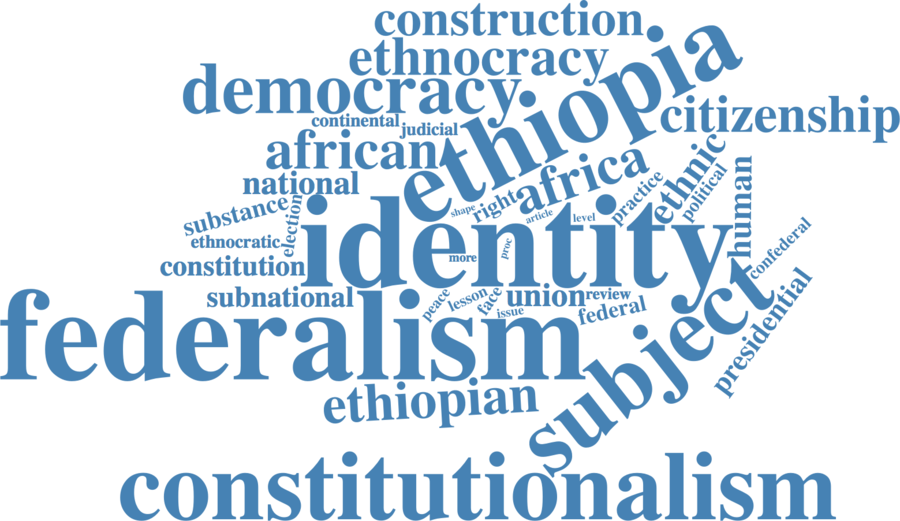 construction
ethnocracy
ethiopia
democracy
citizenship
continental
judicial
african
africa
ethnic
national
practice
political
human
right
substance
shape
article
level
election
identity
ethnocratic
proc
confederal
more
constitution
subject
presidential
subnational
peace
lesson
face
union
review
issue
federal
federalism
ethiopian
constitutionalism